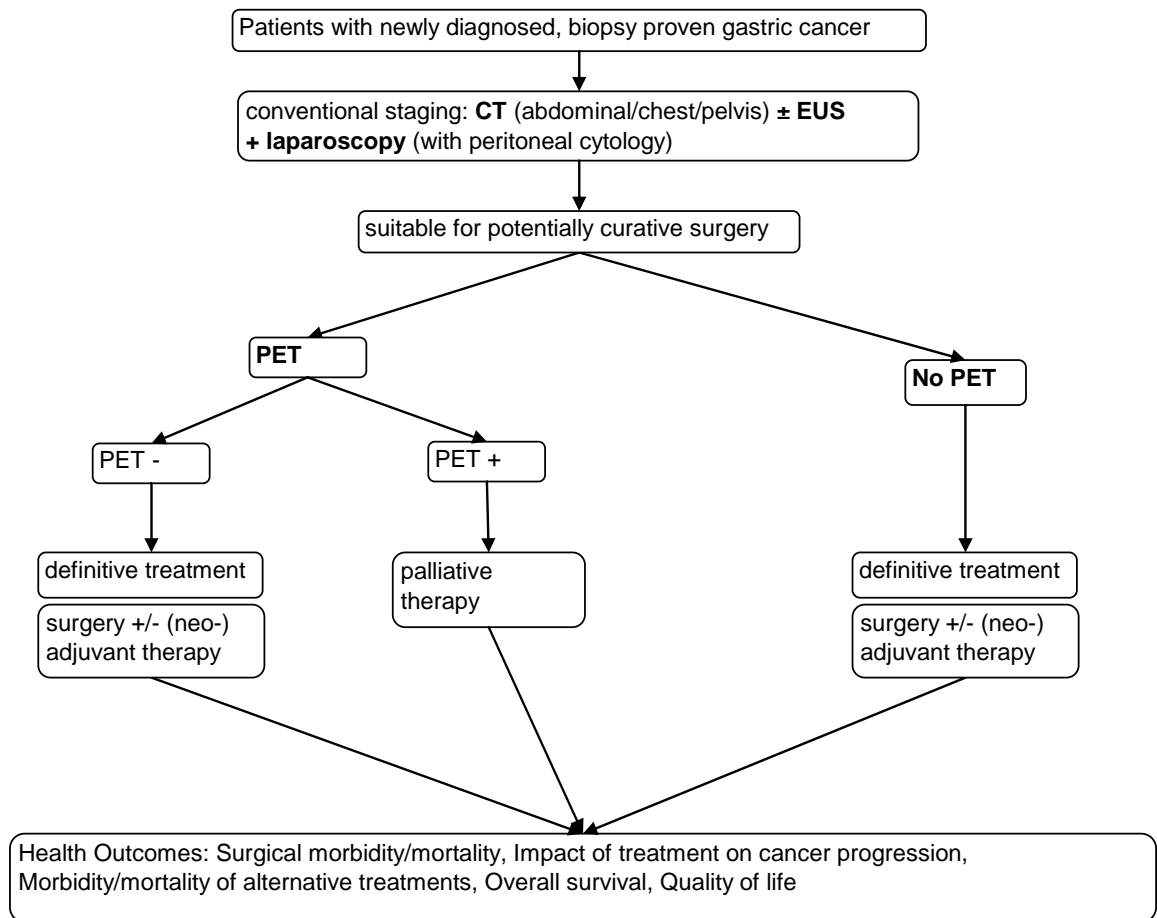 Patients with newly diagnosed, biopsy proven gastric cancer
conventional staging: CT (abdominal/chest/pelvis) ± EUS
+ laparoscopy (with peritoneal cytology)
suitable for potentially curative surgery
PET
No PET
PET -
PET +
definitive treatment
surgery +/- (neo-)
adjuvant therapy
palliative
therapy
definitive treatment
surgery +/- (neo-)
adjuvant therapy
Health Outcomes: Surgical morbidity/mortality, Impact of treatment on cancer progression,
Morbidity/mortality of alternative treatments, Overall survival, Quality of life